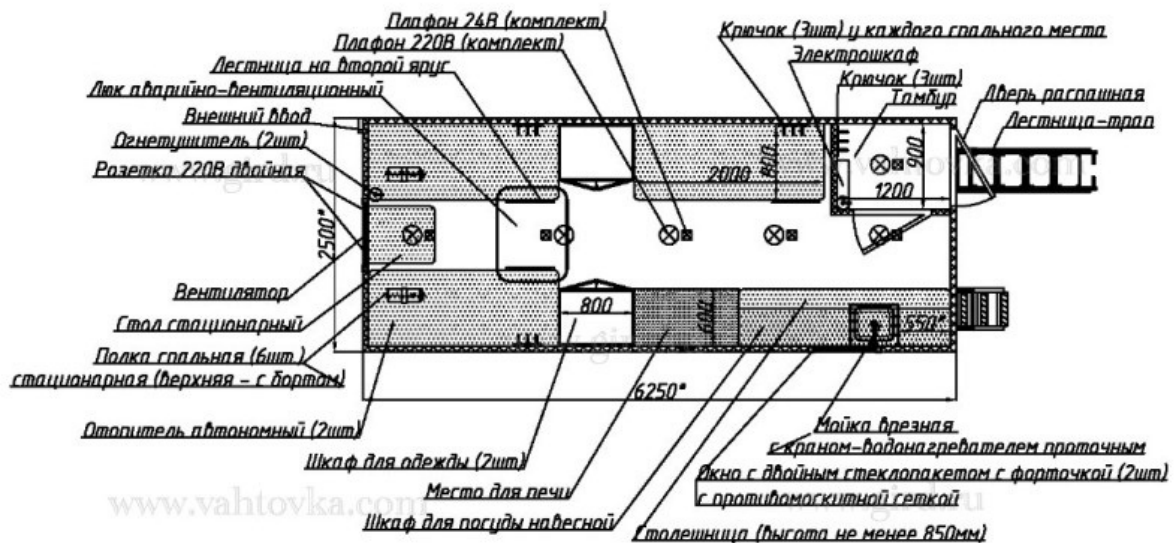 Плафон 24В (комплект)
Плафон 220В (комплект)
Лестница на второй ярус
Люк аварийно-вентиляционный
Внешний ввод
Огнетушитель (2шт)
Розетка 220В двойная
Крючок (3шт) у каждого спального места
Электрошкаф
Крючок (3шт)
Тамбур
Дверь распашная
Лестница-трап
2000
800
900
1200
2500*
Вентилятор
Стол стационарный
Полка спальная (6шт)
стационарная (верхняя - с бортом)
Отопитель автономный (2шт)
800
600
550*
6250*
Шкаф для одежды (2шт)
Место для печи
Шкаф для посуды навесной
Мойка врезная
с краном-водонагревателем проточным
Окно с двойным стеклопакетом с форточкой (2шт)
с противомоскитной сеткой
Столешница (высота не менее 850мм)
www.vahtovka.com